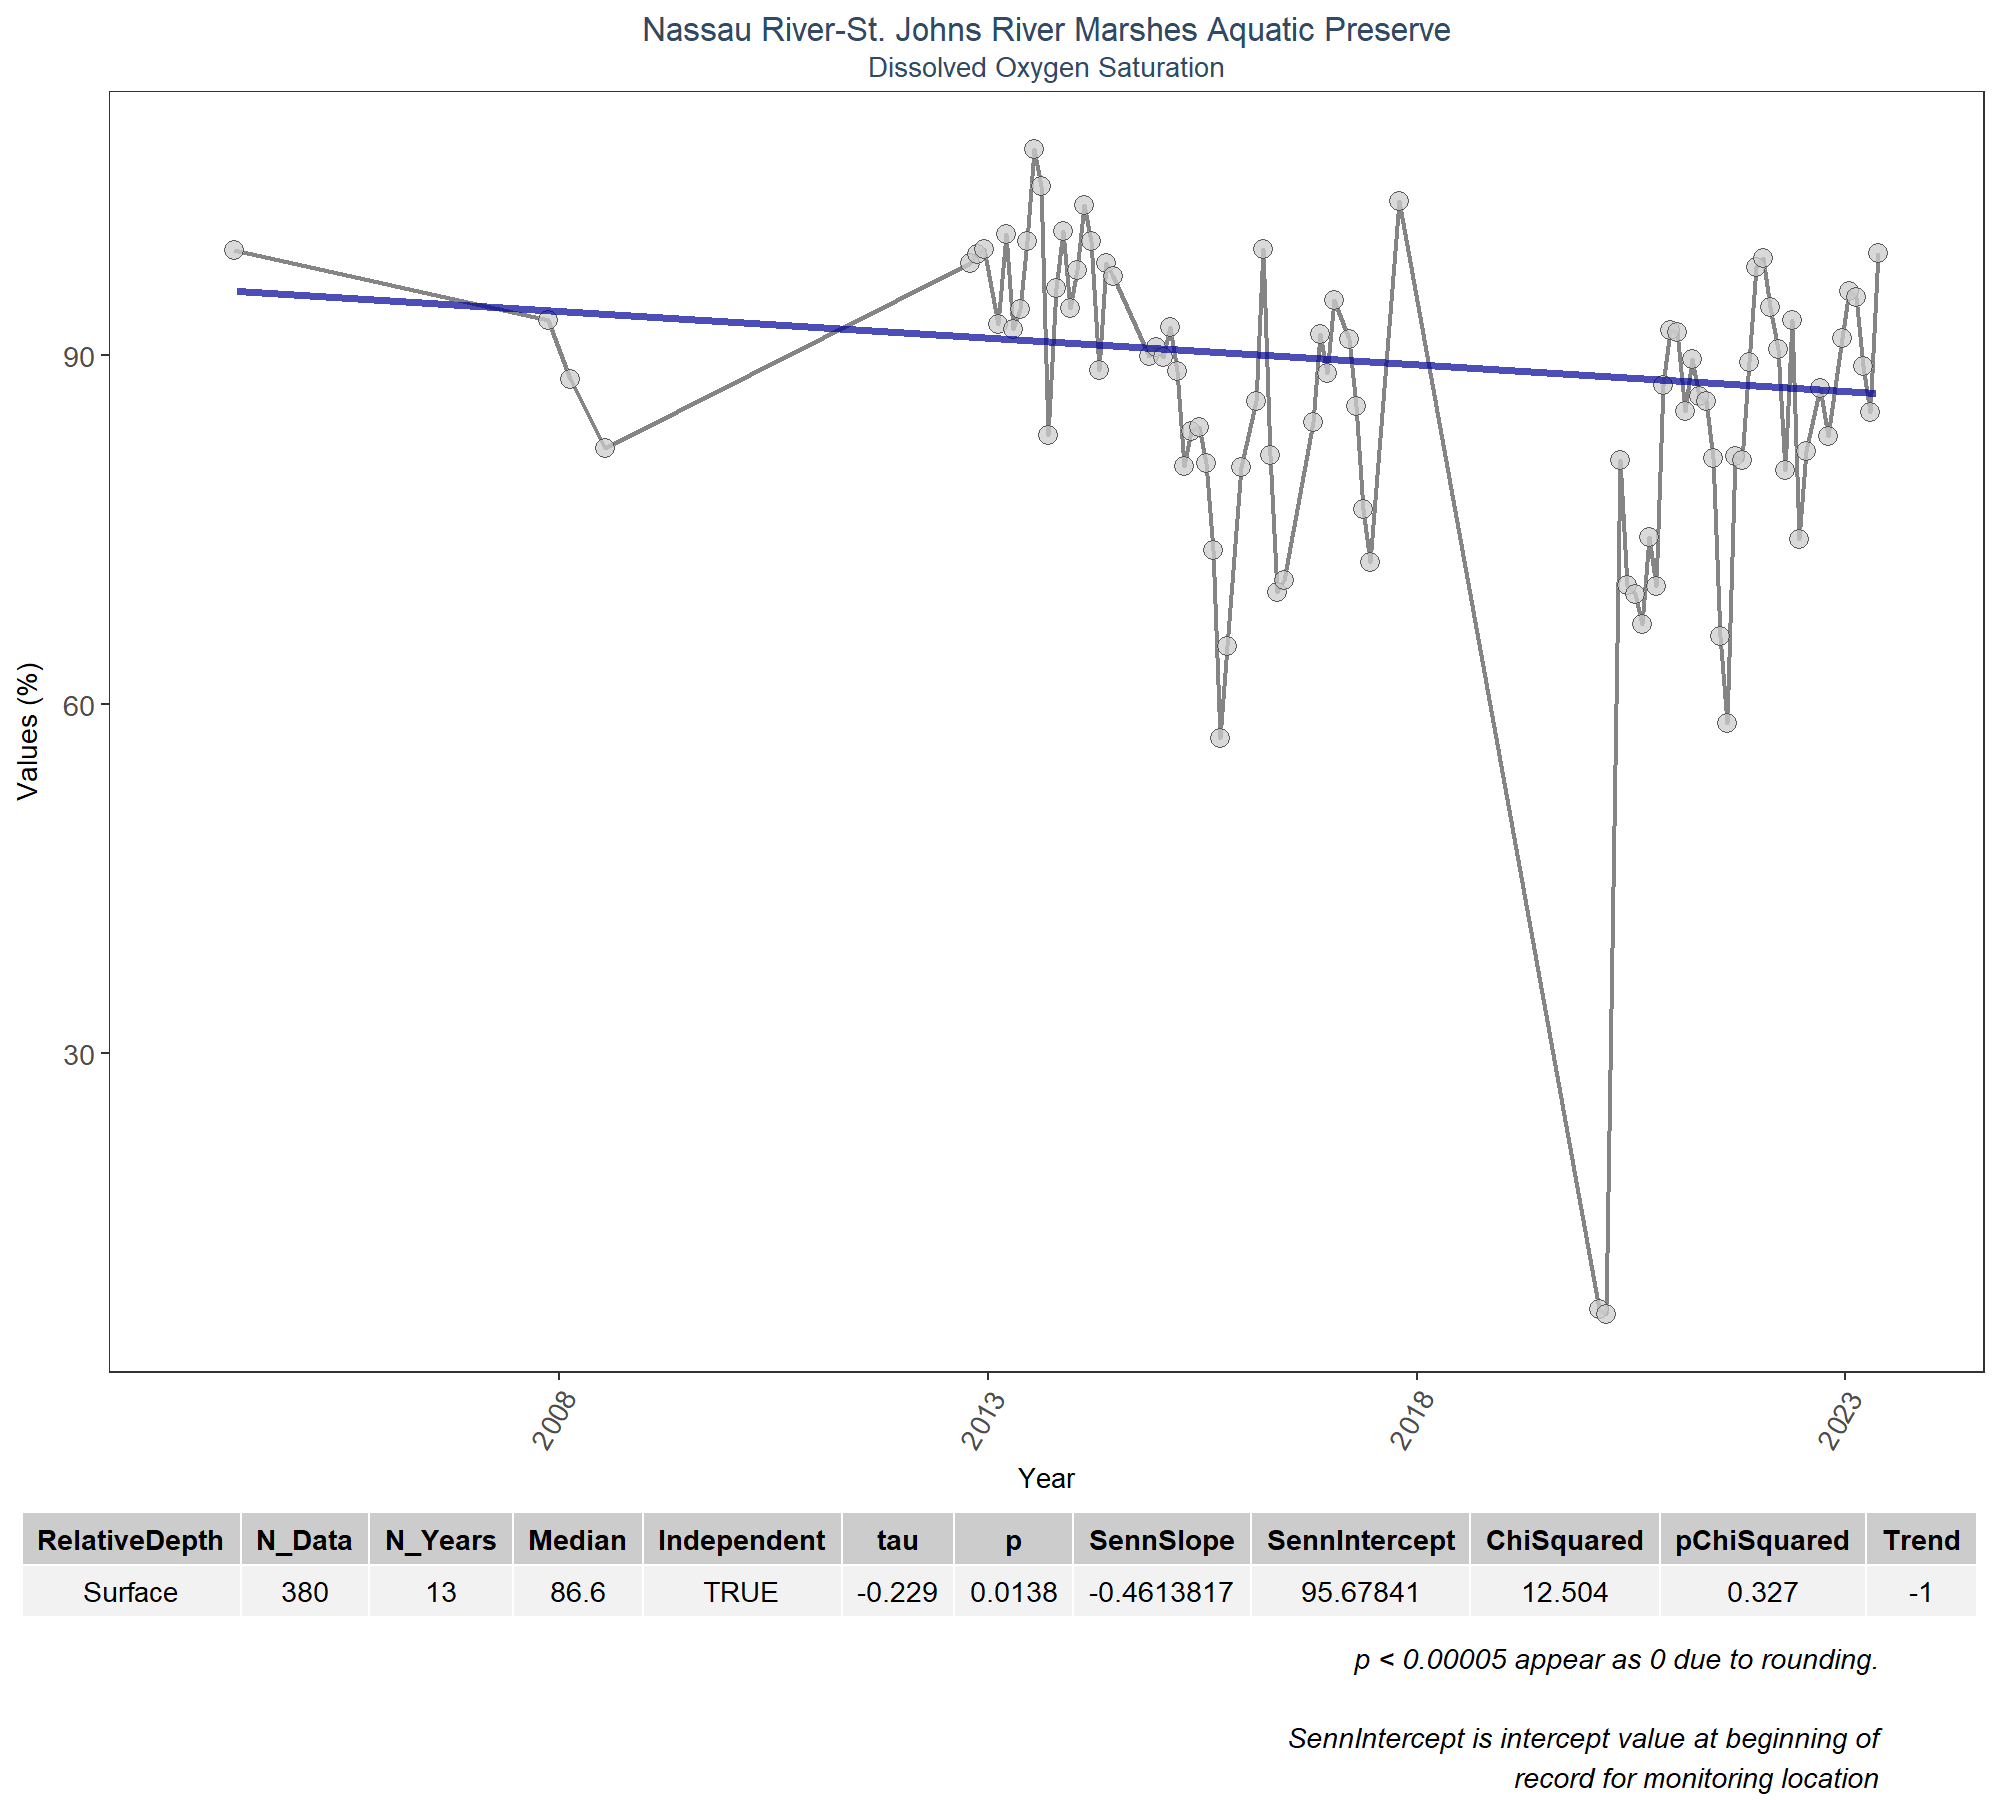 Nassau River-St. Johns River Marshes Aquatic Preserve
Dissolved Oxygen Saturation
Values (%)
90
60
30
2008
2013
2018
2023
Year
RelativeDepth N_Data N_Years Median Independent tau p SennSlope SennIntercept ChiSquared pChiSquared Trend
Surface 380 13 86.6 TRUE -0.229 0.0138 -0.4613817 95.67841 12.504 0.327 -1
p < 0.00005 appear as 0 due to rounding.
SennIntercept is intercept value at beginning of
record for monitoring location